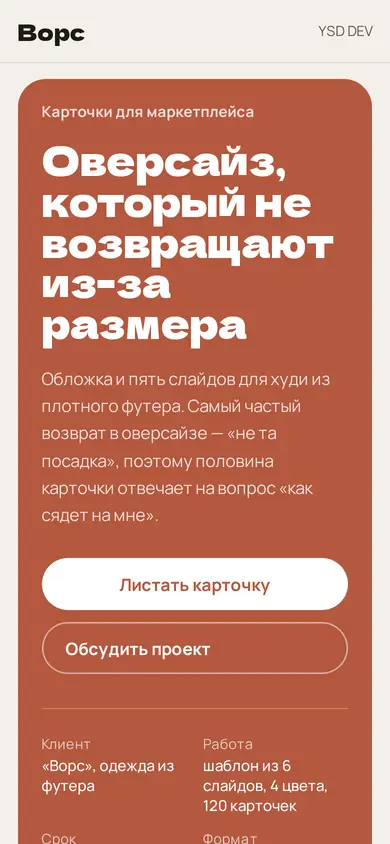 Ворс
YSD DEV
Карточки для маркетплейса
Оверсайз,
который не
возвращают
из-за
размера
Обложка и пять слайдов для худи из
плотного футера. Самый частый
возврат в оверсайзе — «не та
посадка», поэтому половина
карточки отвечает на вопрос «как
сядет на мне».
Листать карточку
Обсудить проект
Клиент
«Ворс», одежда из
футера
Работа
шаблон из 6
слайдов, 4 цвета,
120 карточек
Срок
Формат